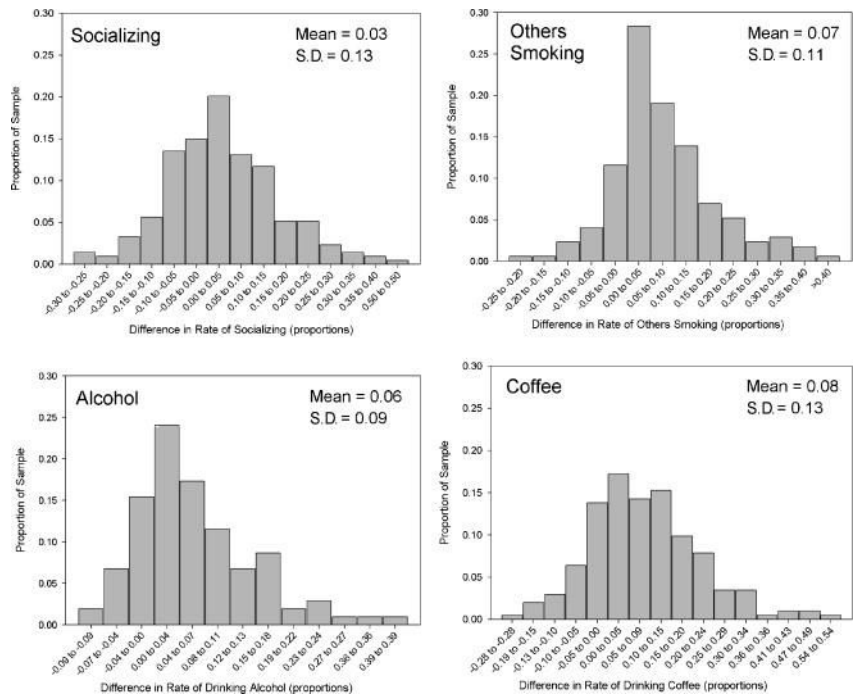 Socializing
Mean = 0.03
S.D. = 0.13
Proportion of Sample
0.30
0.25
0.20
0.15
0.10
0.05
0.00
-0.30 to -0.25
-0.25 to -0.20
-0.20 to -0.15
-0.15 to -0.10
-0.10 to -0.05
-0.05 to 0.00
0.00 to 0.05
0.05 to 0.10
0.10 to 0.15
0.15 to 0.20
0.20 to 0.25
0.25 to 0.30
0.30 to 0.35
0.35 to 0.40
0.50 to 0.50
Difference in Rate of Socializing (proportions)
Others
Smoking
Mean = 0.07
S.D. = 0.11
Proportion of Sample
0.30
0.25
0.20
0.15
0.10
0.05
0.00
-0.25 to -0.20
-0.20 to -0.15
-0.15 to -0.10
-0.10 to -0.05
-0.05 to 0.00
0.00 to 0.05
0.05 to 0.10
0.10 to 0.15
0.15 to 0.20
0.20 to 0.25
0.25 to 0.30
0.30 to 0.35
0.35 to 0.40
>0.40
Difference in Rate of Others Smoking (proportions)
Alcohol
Mean = 0.06
S.D. = 0.09
Proportion of Sample
0.30
0.25
0.20
0.15
0.10
0.05
0.00
-0.09 to -0.09
-0.07 to -0.04
-0.04 to 0.00
0.00 to 0.04
0.04 to 0.07
0.08 to 0.11
0.12 to 0.13
0.15 to 0.18
0.19 to 0.22
0.23 to 0.24
0.27 to 0.27
0.36 to 0.36
0.39 to 0.39
Difference in Rate of Drinking Alcohol (proportions)
Coffee
Mean = 0.08
S.D. = 0.13
Proportion of Sample
0.30
0.25
0.20
0.15
0.10
0.05
0.00
-0.28 to -0.28
-0.19 to -0.15
-0.13 to -0.10
-0.10 to -0.05
-0.05 to 0.00
0.00 to 0.05
0.05 to 0.09
0.10 to 0.15
0.15 to 0.20
0.20 to 0.24
0.25 to 0.29
0.30 to 0.34
0.36 to 0.36
0.41 to 0.43
0.47 to 0.49
0.54 to 0.54
Difference in Rate of Drinking Coffee (proportions)